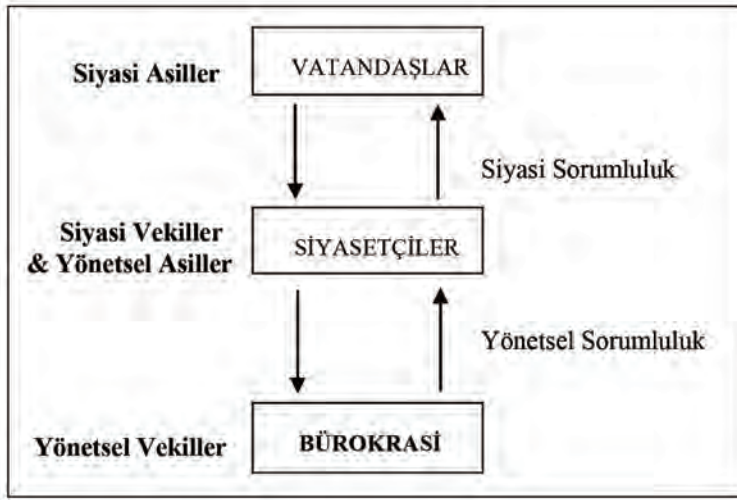 Siyasi Asiller
VATANDAŞLAR
Siyasi Sorumluluk
Siyasi Vekiller
& Yönetsel Asiller
SİYASETÇİLER
Yönetsel Sorumluluk
Yönetsel Vekiller
BÜROKRASİ